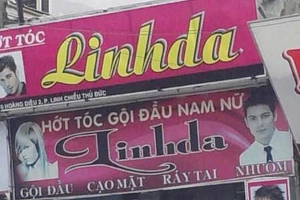 HỚT TÓC
Linhda
HOÀNG DIỆU 2, P. LINH CHIỂU THỦ ĐỨC
HỚT TÓC GỘI ĐẦU NAM NỮ
Linhda
GỘI ĐẦU CẠO MẶT RÁY TAI NHUỘM